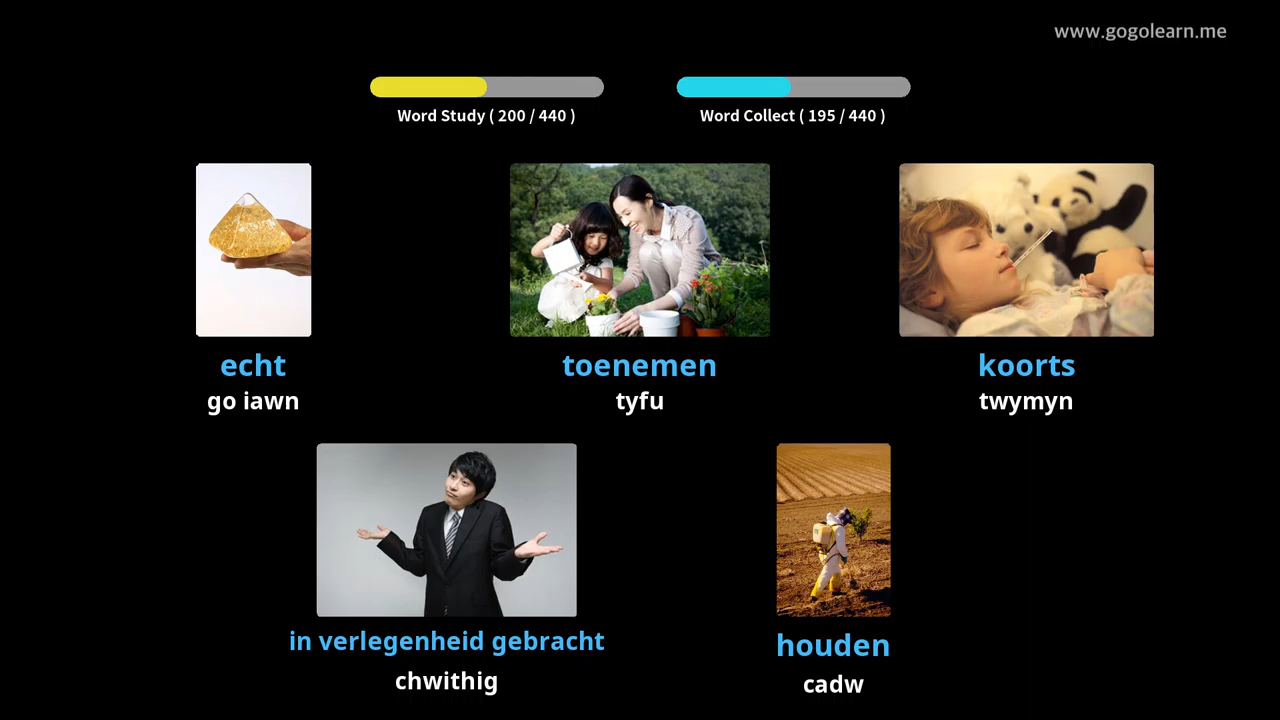 www.gogolearn.me
Word Study ( 200 / 440 )
Word Collect ( 195 / 440 )
echt
go iawn
toenemen
tyfu
koorts
twymyn
in verlegenheid gebracht
chwithig
houden
cadw